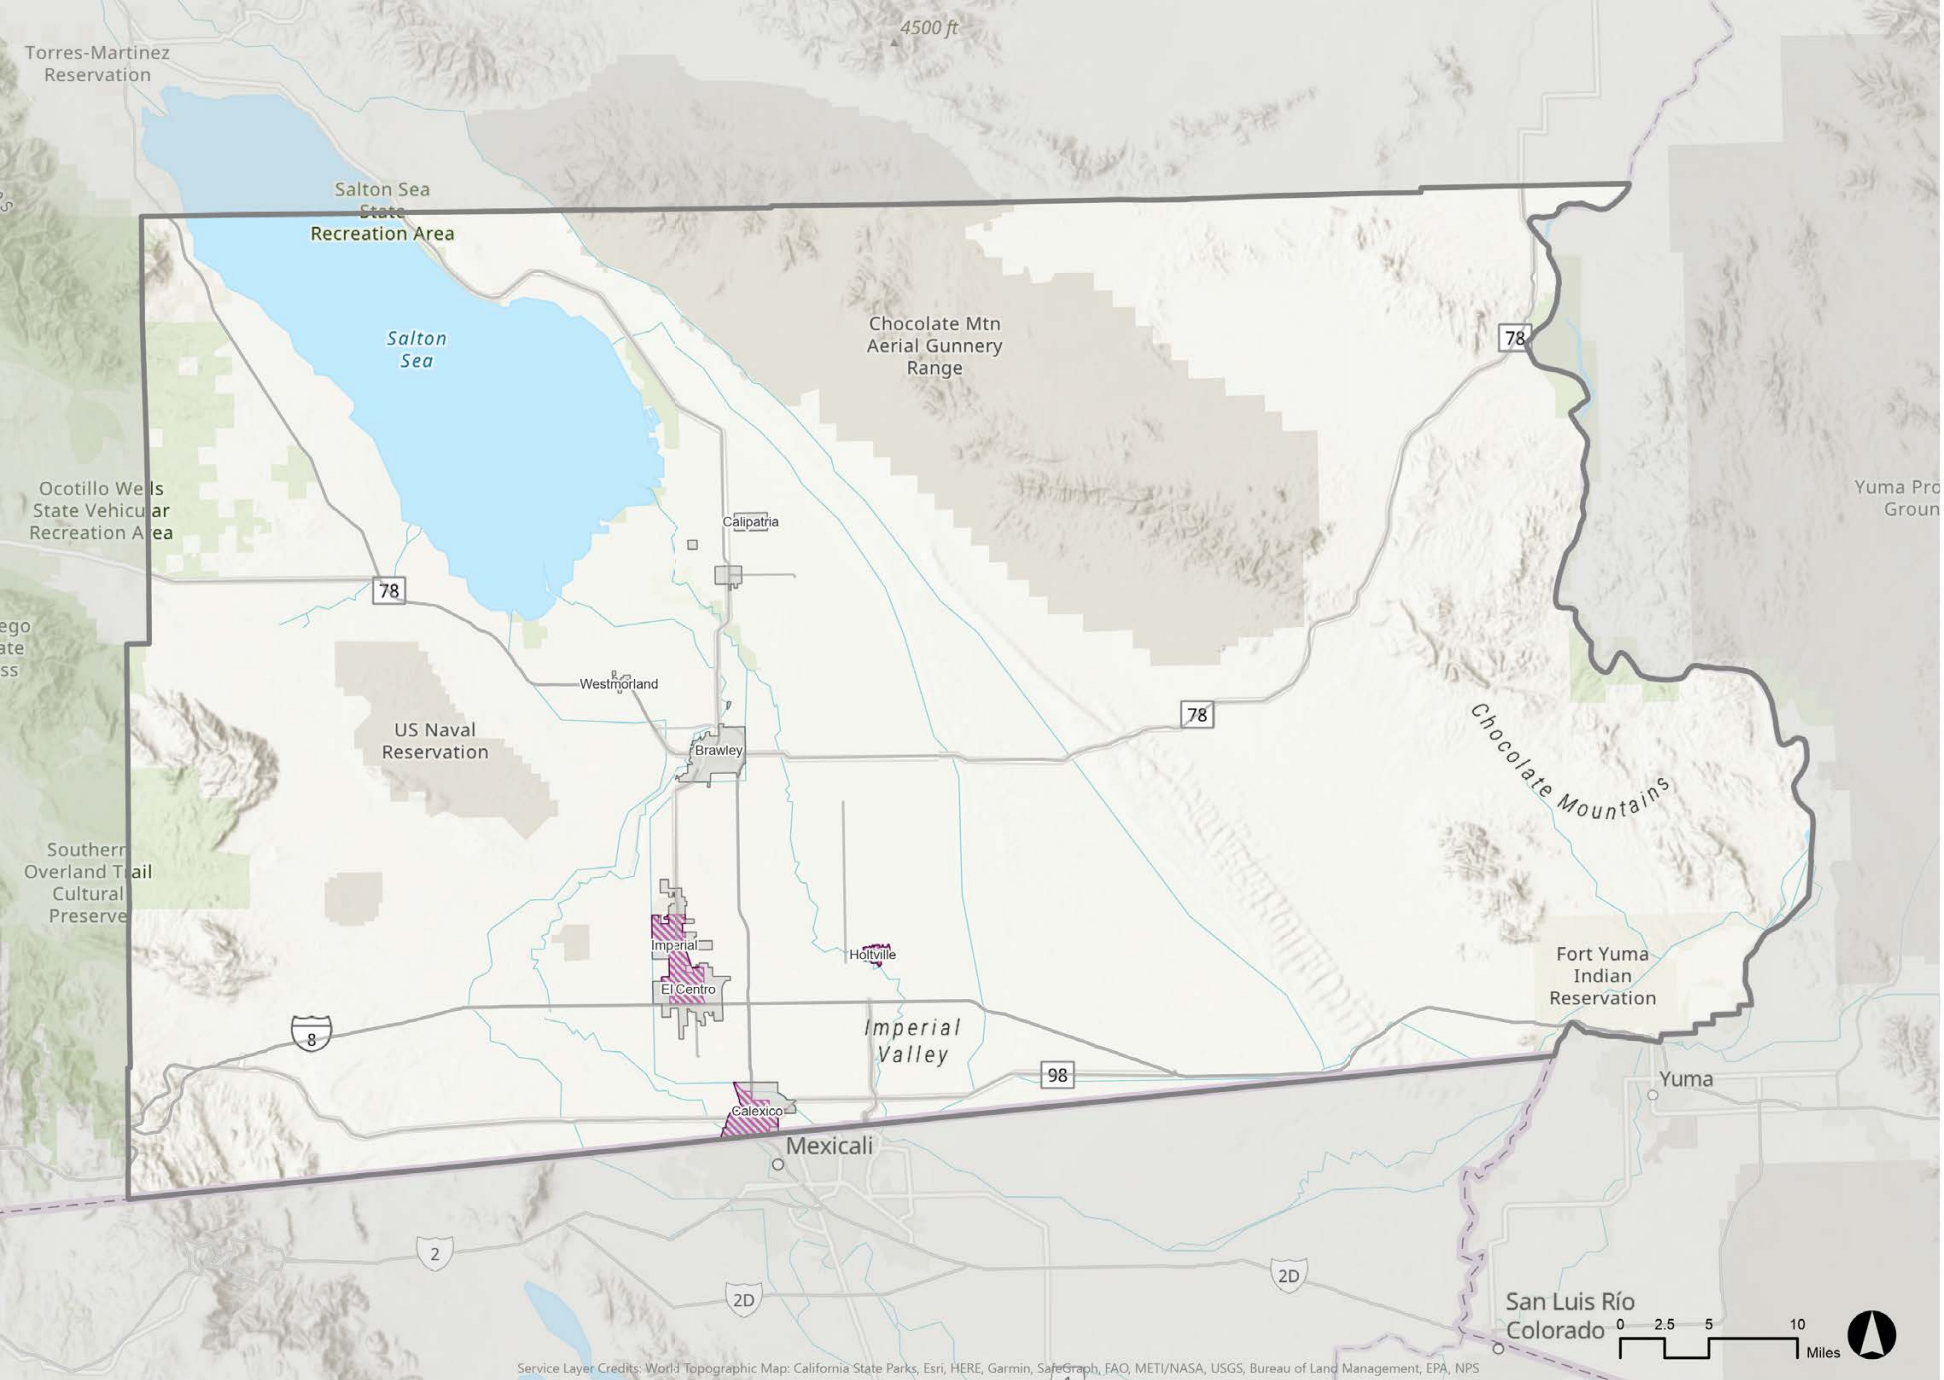 4500 ft
Torres-Martinez
Reservation
Salton Sea
State
Recreation Area
Salton
Sea
Chocolate Mtn
Aerial Gunnery
Range
78
Ocotillo Wells
State Vehicular
Recreation Area
Yuma Pro
Groun
Calipatria
78
ego
ate
ss
Westmorland
78
US Naval
Reservation
Brawley
Chocolate Mountains
Southern
Overland Trail
Cultural
Preserve
Imperial
Holtville
El Centro
Fort Yuma
Indian
Reservation
8
Imperial
Valley
98
Yuma
Calexico
Mexicali
2
2D
2D
San Luis Río
Colorado
0 2.5 5 10
Miles
Service Layer Credits: World Topographic Map: California State Parks, Esri, HERE, Garmin, SafeGraph, FAO, METI/NASA, USGS, Bureau of Land Management, EPA, NPS